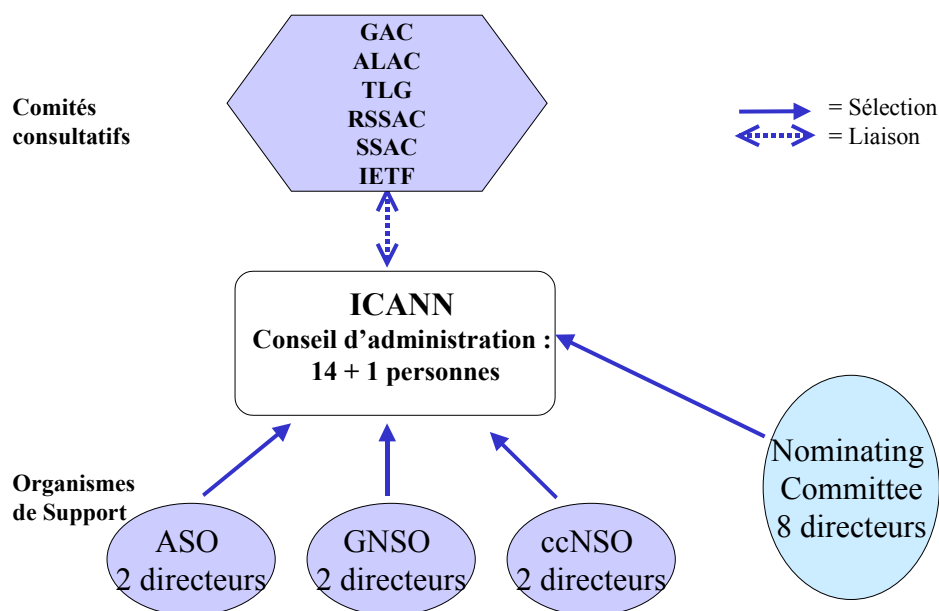 GAC
ALAC
TLG
RSSAC
SSAC
IETF
Comités
consultatifs
= Sélection
= Liaison
ICANN
Conseil d’administration :
14 + 1 personnes
Organismes
de Support
ASO
2 directeurs
GNSO
2 directeurs
ccNSO
2 directeurs
Nominating
Committee
8 directeurs